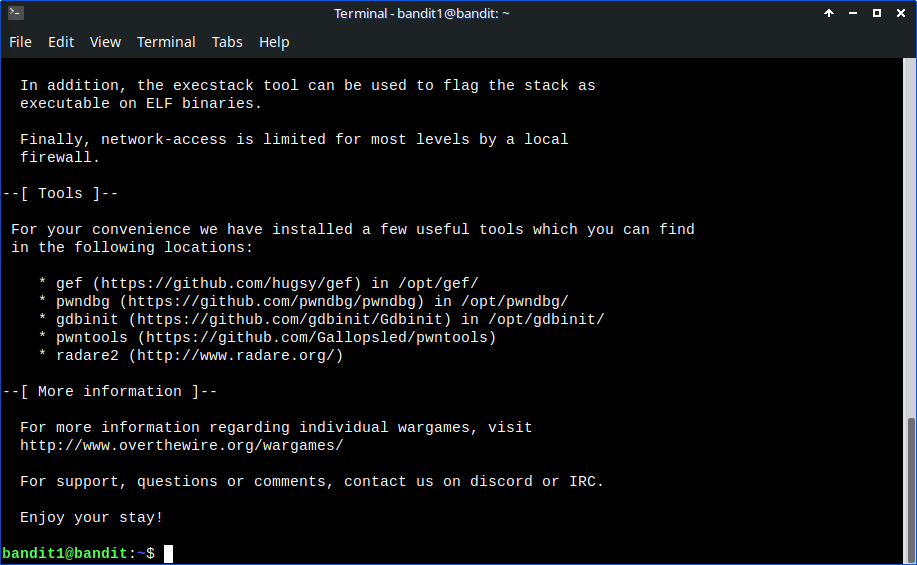 Terminal - bandit1@bandit: ~
File Edit View Terminal Tabs Help
In addition, the execstack tool can be used to flag the stack as
executable on ELF binaries.
Finally, network-access is limited for most levels by a local
firewall.
--[ Tools ]--
For your convenience we have installed a few useful tools which you can find
in the following locations:
* gef (https://github.com/hugsy/gef) in /opt/gef/
* pwndbg (https://github.com/pwndbg/pwndbg) in /opt/pwndbg/
* gdbinit (https://github.com/gdbinit/Gdbinit) in /opt/gdbinit/
* pwntools (https://github.com/Gallopsled/pwntools)
* radare2 (http://www.radare.org/)
--[ More information ]--
For more information regarding individual wargames, visit
http://www.overthewire.org/wargames/
For support, questions or comments, contact us on discord or IRC.
Enjoy your stay!
bandit1@bandit:~$